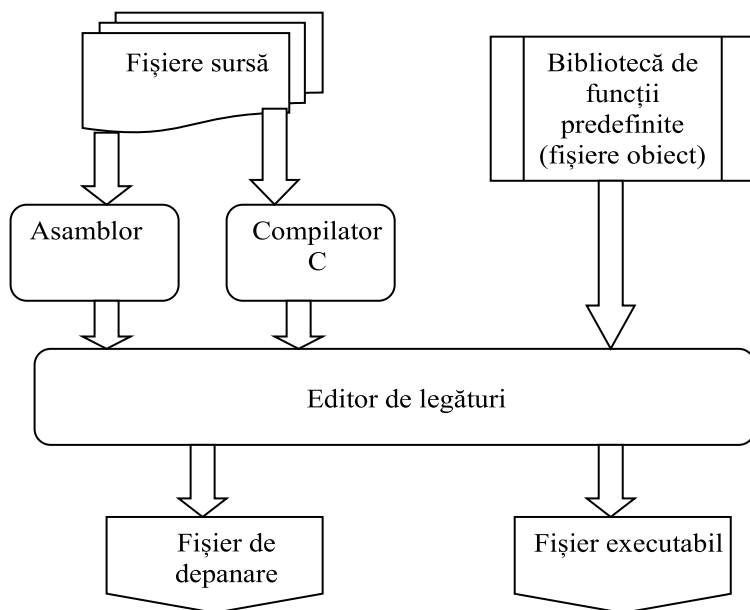 Fișiere sursă
Bibliotecă de
funcții
predefinite
(fișiere obiect)
Asamblor
Compilator
C
Editor de legături
Fișier de
depanare
Fișier executabil